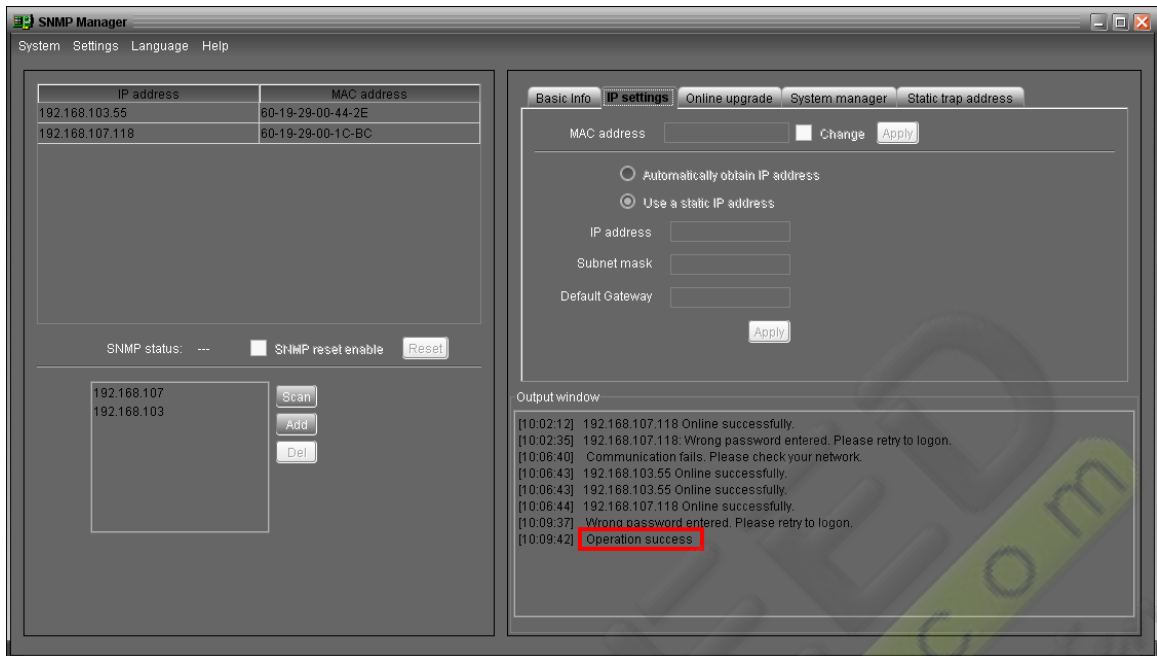 SNMP Manager
System Settings Language Help
IP address MAC address
192.168.103.55 60-19-29-00-44-2E
192.168.107.118 60-19-29-00-1C-BC
SNMP status: --- SNMP reset enable Reset
192.168.107
192.168.103
Scan
Add
Del
Basic Info IP settings Online upgrade System manager Static trap address
MAC address Change Apply
Automatically obtain IP address
Use a static IP address
IP address
Subnet mask
Default Gateway
Apply
Output window
[10:02:12] 192.168.107.118 Online successfully.
[10:02:35] 192.168.107.118: Wrong password entered. Please retry to logon.
[10:06:40] Communication fails. Please check your network.
[10:06:43] 192.168.103.55 Online successfully.
[10:06:43] 192.168.103.55 Online successfully.
[10:06:44] 192.168.107.118 Online successfully.
[10:09:37] Wrong password entered. Please retry to logon.
[10:09:42] Operation success